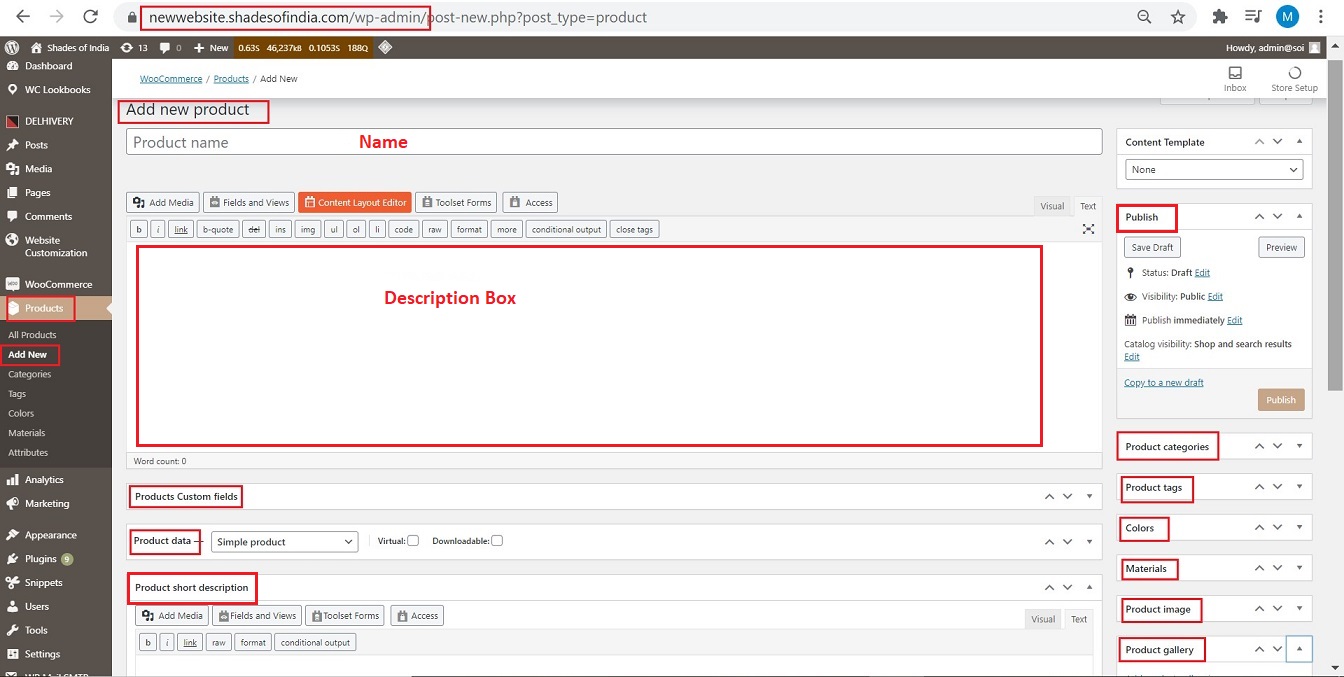 newwebsite.shadesofindia.com/wp-admin/post-new.php?post_type=product
M
Shades of India 13 0 New 0.63S 46,237KB 0.1053S 188Q
Howdy, admin@soi
Dashboard
WC Lookbooks
DELHIVERY
Posts
Media
Pages
Comments
Website
Customization
WooCommerce
Products
All Products
Add New
Categories
Tags
Colors
Materials
Attributes
Analytics
Marketing
Appearance
Plugins 9
Snippets
Users
Tools
Settings
WooCommerce / Products / Add New
Inbox
Store Setup
Add new product
Product name
Name
Add Media Fields and Views Content Layout Editor Toolset Forms Access
Visual Text
b i link b-quote del ins img ul ol li code raw format more conditional output close tags
Description Box
Word count: 0
Products Custom fields
Product data — Simple product Virtual: Downloadable:
Product short description
Add Media Fields and Views Toolset Forms Access
Visual Text
b i link raw format conditional output
Content Template
None
Publish
Save Draft Preview
Status: Draft Edit
Visibility: Public Edit
Publish immediately Edit
Catalog visibility: Shop and search results
Edit
Copy to a new draft
Publish
Product categories
Product tags
Colors
Materials
Product image
Product gallery